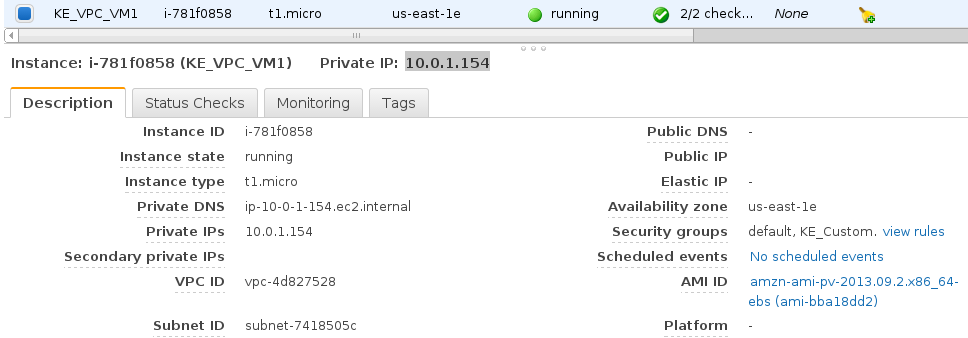 KE_VPC_VM1 i-781f0858 t1.micro us-east-1e running 2/2 check... None
Instance: i-781f0858 (KE_VPC_VM1) Private IP: 10.0.1.154
Description Status Checks Monitoring Tags
Instance ID i-781f0858 Public DNS -
Instance state running Public IP
Instance type t1.micro Elastic IP -
Private DNS ip-10-0-1-154.ec2.internal Availability zone us-east-1e
Private IPs 10.0.1.154 Security groups default, KE_Custom. view rules
Secondary private IPs Scheduled events No scheduled events
VPC ID vpc-4d827528 AMI ID amzn-ami-pv-2013.09.2.x86_64-
ebs (ami-bba18dd2)
Subnet ID subnet-7418505c Platform -